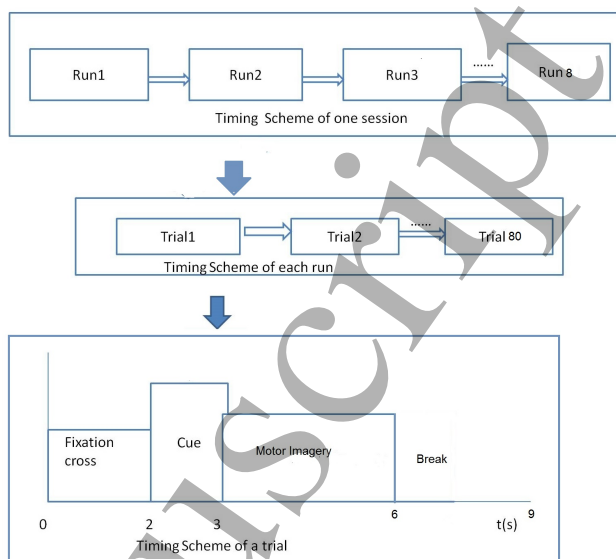 Run1 Run2 Run3 ...... Run 8
Timing Scheme of one session
Trial1 Trial2 ...... Trial 80
Timing Scheme of each run
Fixation cross
Cue
Motor Imagery
Break
0 2 3 6 9
t(s)
Timing Scheme of a trial
uscript